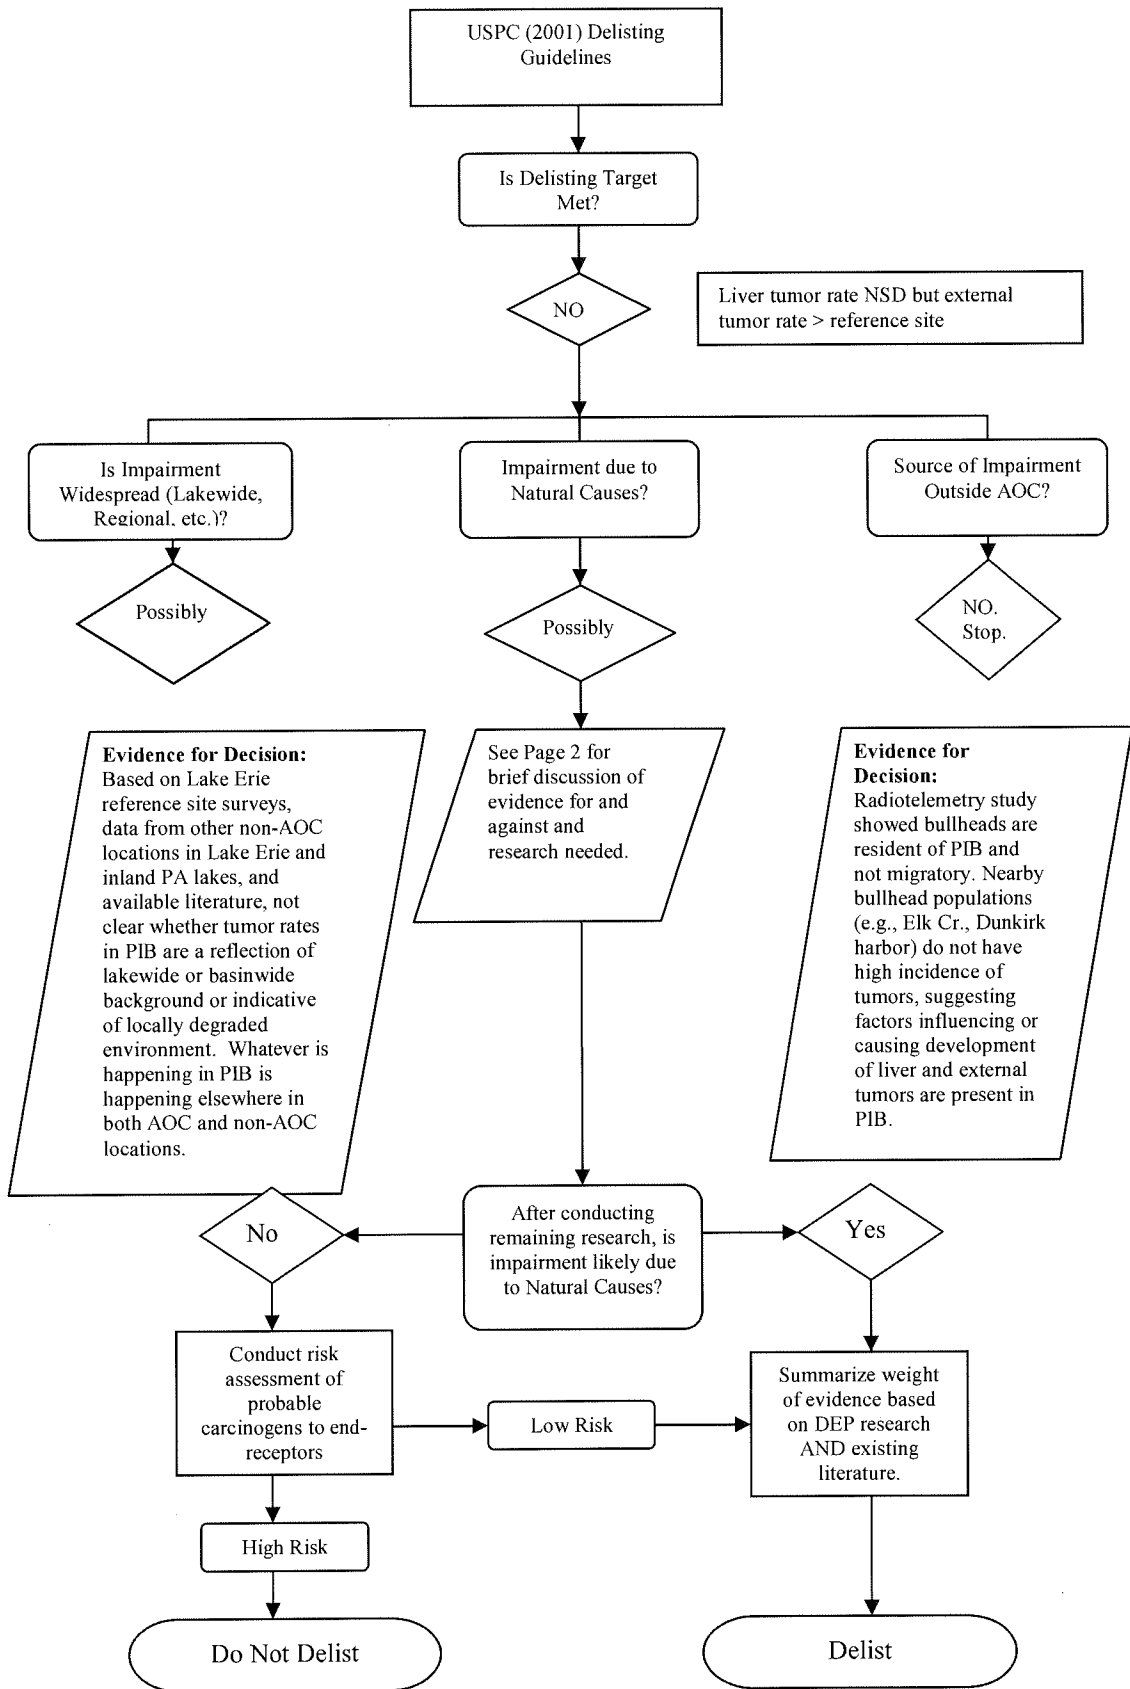 USPC (2001) Delisting
Guidelines
Is Delisting Target
Met?
NO
Liver tumor rate NSD but external
tumor rate > reference site
Is Impairment
Widespread (Lakewide,
Regional, etc.)?
Impairment due to
Natural Causes?
Source of Impairment
Outside AOC?
Possibly
Possibly
NO.
Stop.
Evidence for Decision:
Based on Lake Erie
reference site surveys,
data from other non-AOC
locations in Lake Erie and
inland PA lakes, and
available literature, not
clear whether tumor rates
in PIB are a reflection of
lakewide or basinwide
background or indicative
of locally degraded
environment. Whatever is
happening in PIB is
happening elsewhere in
both AOC and non-AOC
locations.
See Page 2 for
brief discussion of
evidence for and
against and
research needed.
Evidence for
Decision:
Radiotelemetry study
showed bullheads are
resident of PIB and
not migratory. Nearby
bullhead populations
(e.g., Elk Cr., Dunkirk
harbor) do not have
high incidence of
tumors, suggesting
factors influencing or
causing development
of liver and external
tumors are present in
PIB.
No
After conducting
remaining research, is
impairment likely due
to Natural Causes?
Yes
Conduct risk
assessment of
probable
carcinogens to end-
receptors
Low Risk
Summarize weight
of evidence based
on DEP research
AND existing
literature.
High Risk
Do Not Delist
Delist